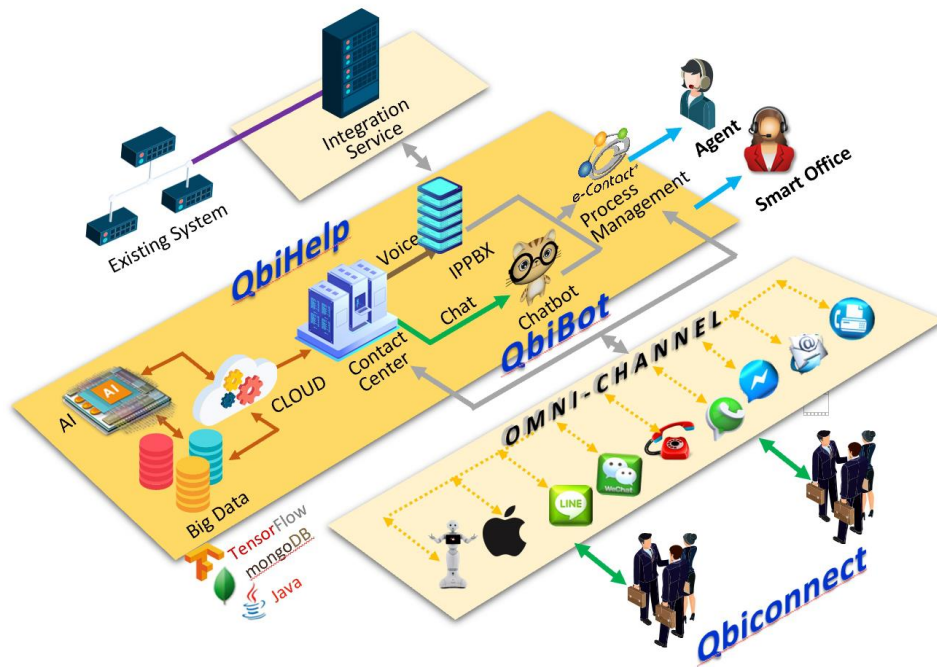 Integration
Service
Existing System
Agent
Smart Office
e-Contact+
Process
Management
QbiHelp
Voice
IPPBX
Chat
Chatbot
QbiBot
Contact
Center
CLOUD
AI
AI
Big Data
TensorFlow
mongoDB
Java
OMNI-CHANNEL
@
WeChat
LINE
Qbiconnect